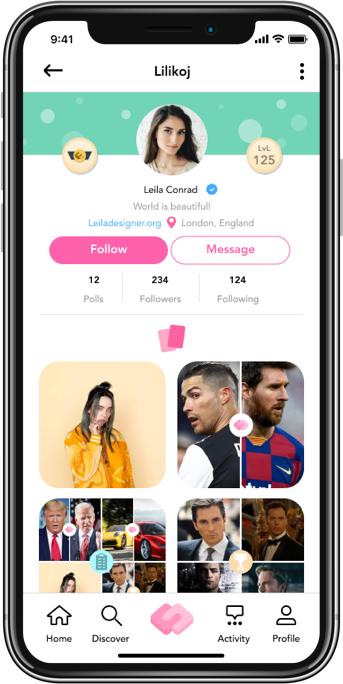 9:41
Lilikoj
LvL
125
Leila Conrad
World is beautiful!
Leiladesigner.org London, England
Follow Message
12 234 124
Polls Followers Following
Home Discover Activity Profile